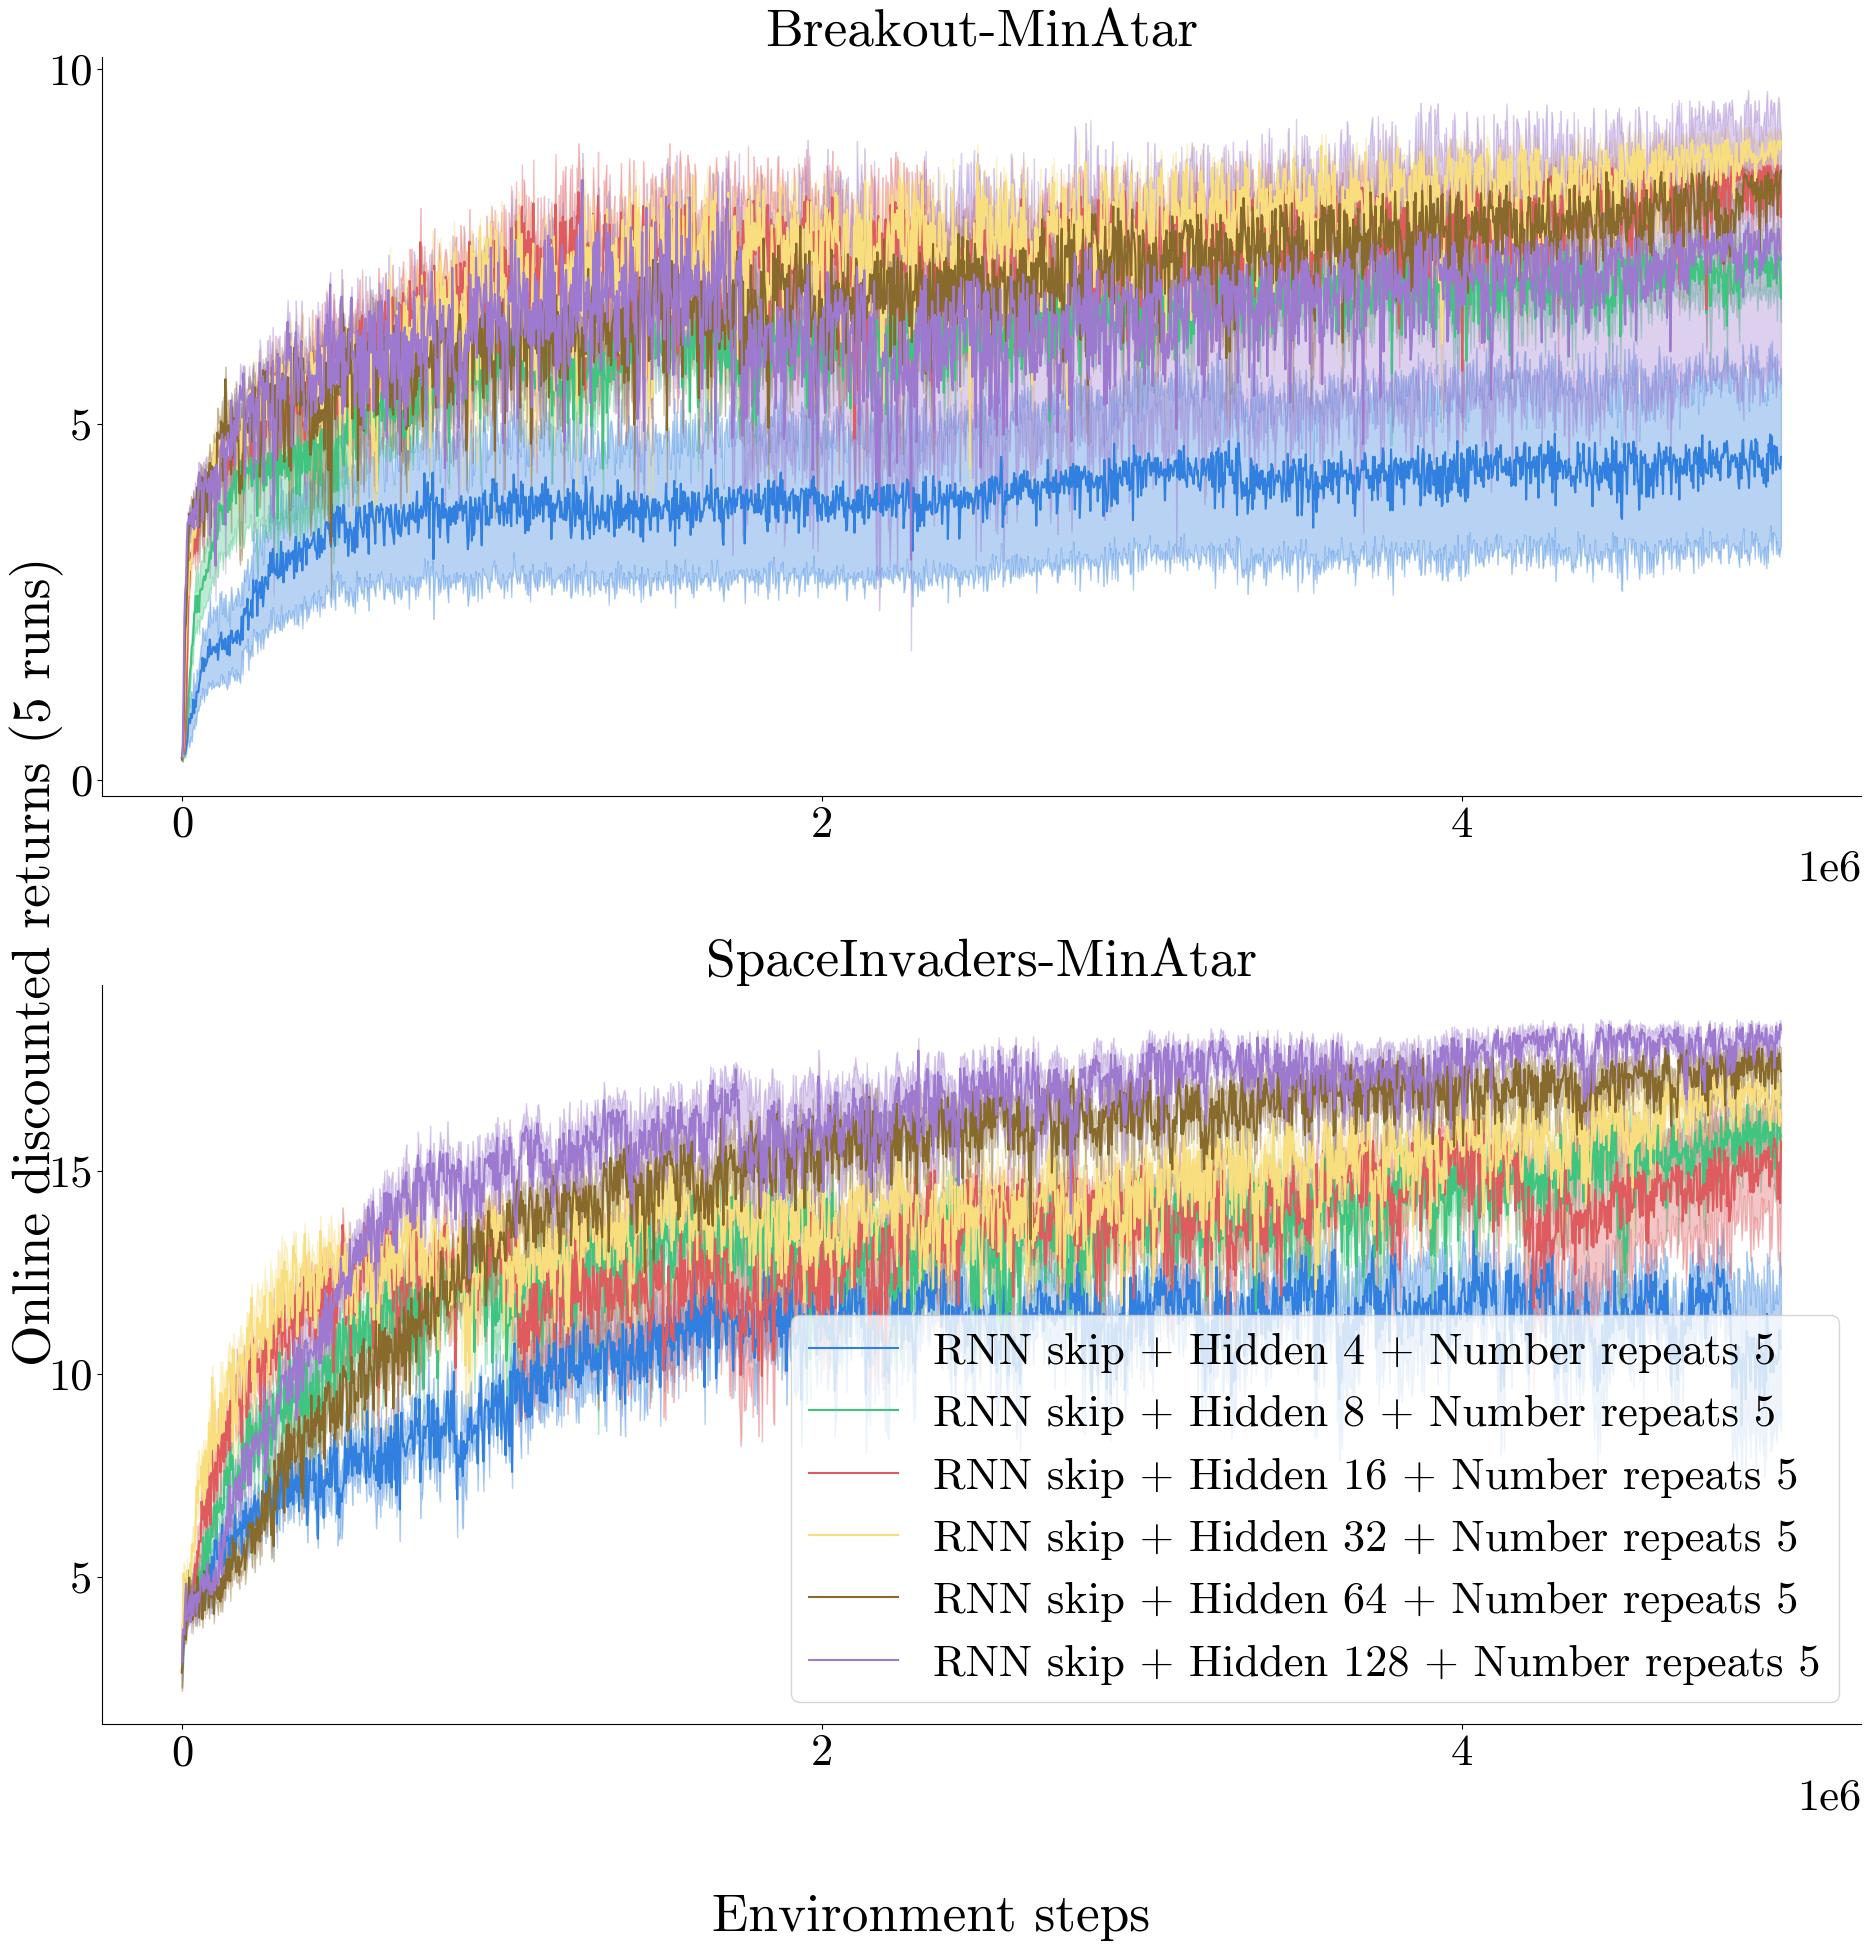 Breakout-MinAtar
10
5
0
0 2 4
1e6
Online discounted returns (5 runs)
SpaceInvaders-MinAtar
15
10
5
RNN skip + Hidden 4 + Number repeats 5
RNN skip + Hidden 8 + Number repeats 5
RNN skip + Hidden 16 + Number repeats 5
RNN skip + Hidden 32 + Number repeats 5
RNN skip + Hidden 64 + Number repeats 5
RNN skip + Hidden 128 + Number repeats 5
0 2 4
1e6
Environment steps